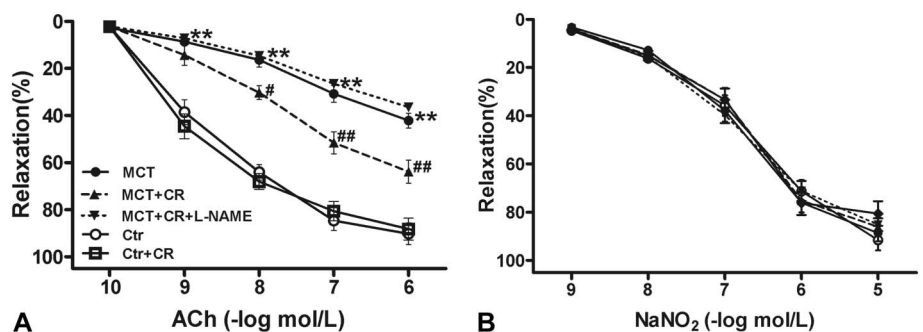 0
20
40
60
80
100
Relaxation(%)
**
**
**
**
#
##
##
MCT
MCT+CR
MCT+CR+L-NAME
Ctr
Ctr+CR
10 9 8 7 6
A ACh (-log mol/L)
0
20
40
60
80
100
Relaxation(%)
9 8 7 6 5
B NaNO₂ (-log mol/L)